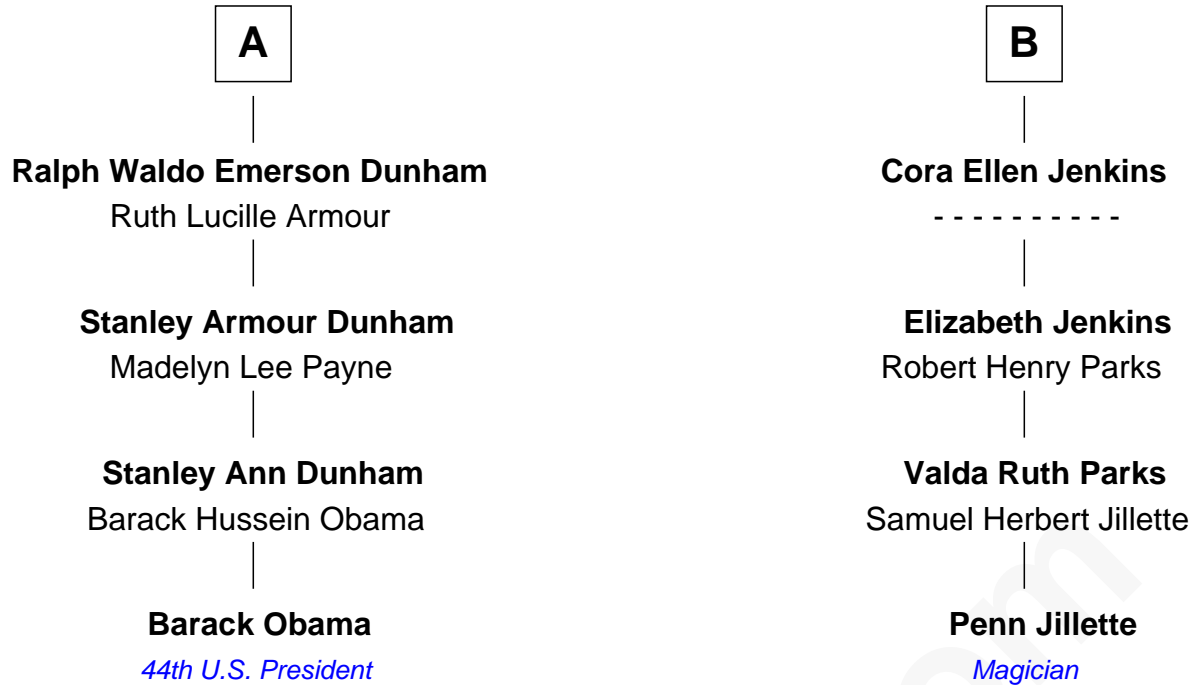 A
Ralph Waldo Emerson Dunham
Ruth Lucille Armour
Stanley Armour Dunham
Madelyn Lee Payne
Stanley Ann Dunham
Barack Hussein Obama
Barack Obama
44th U.S. President
B
Cora Ellen Jenkins
- - - - - - - - - -
Elizabeth Jenkins
Robert Henry Parks
Valda Ruth Parks
Samuel Herbert Jillette
Penn Jillette
Magician
om